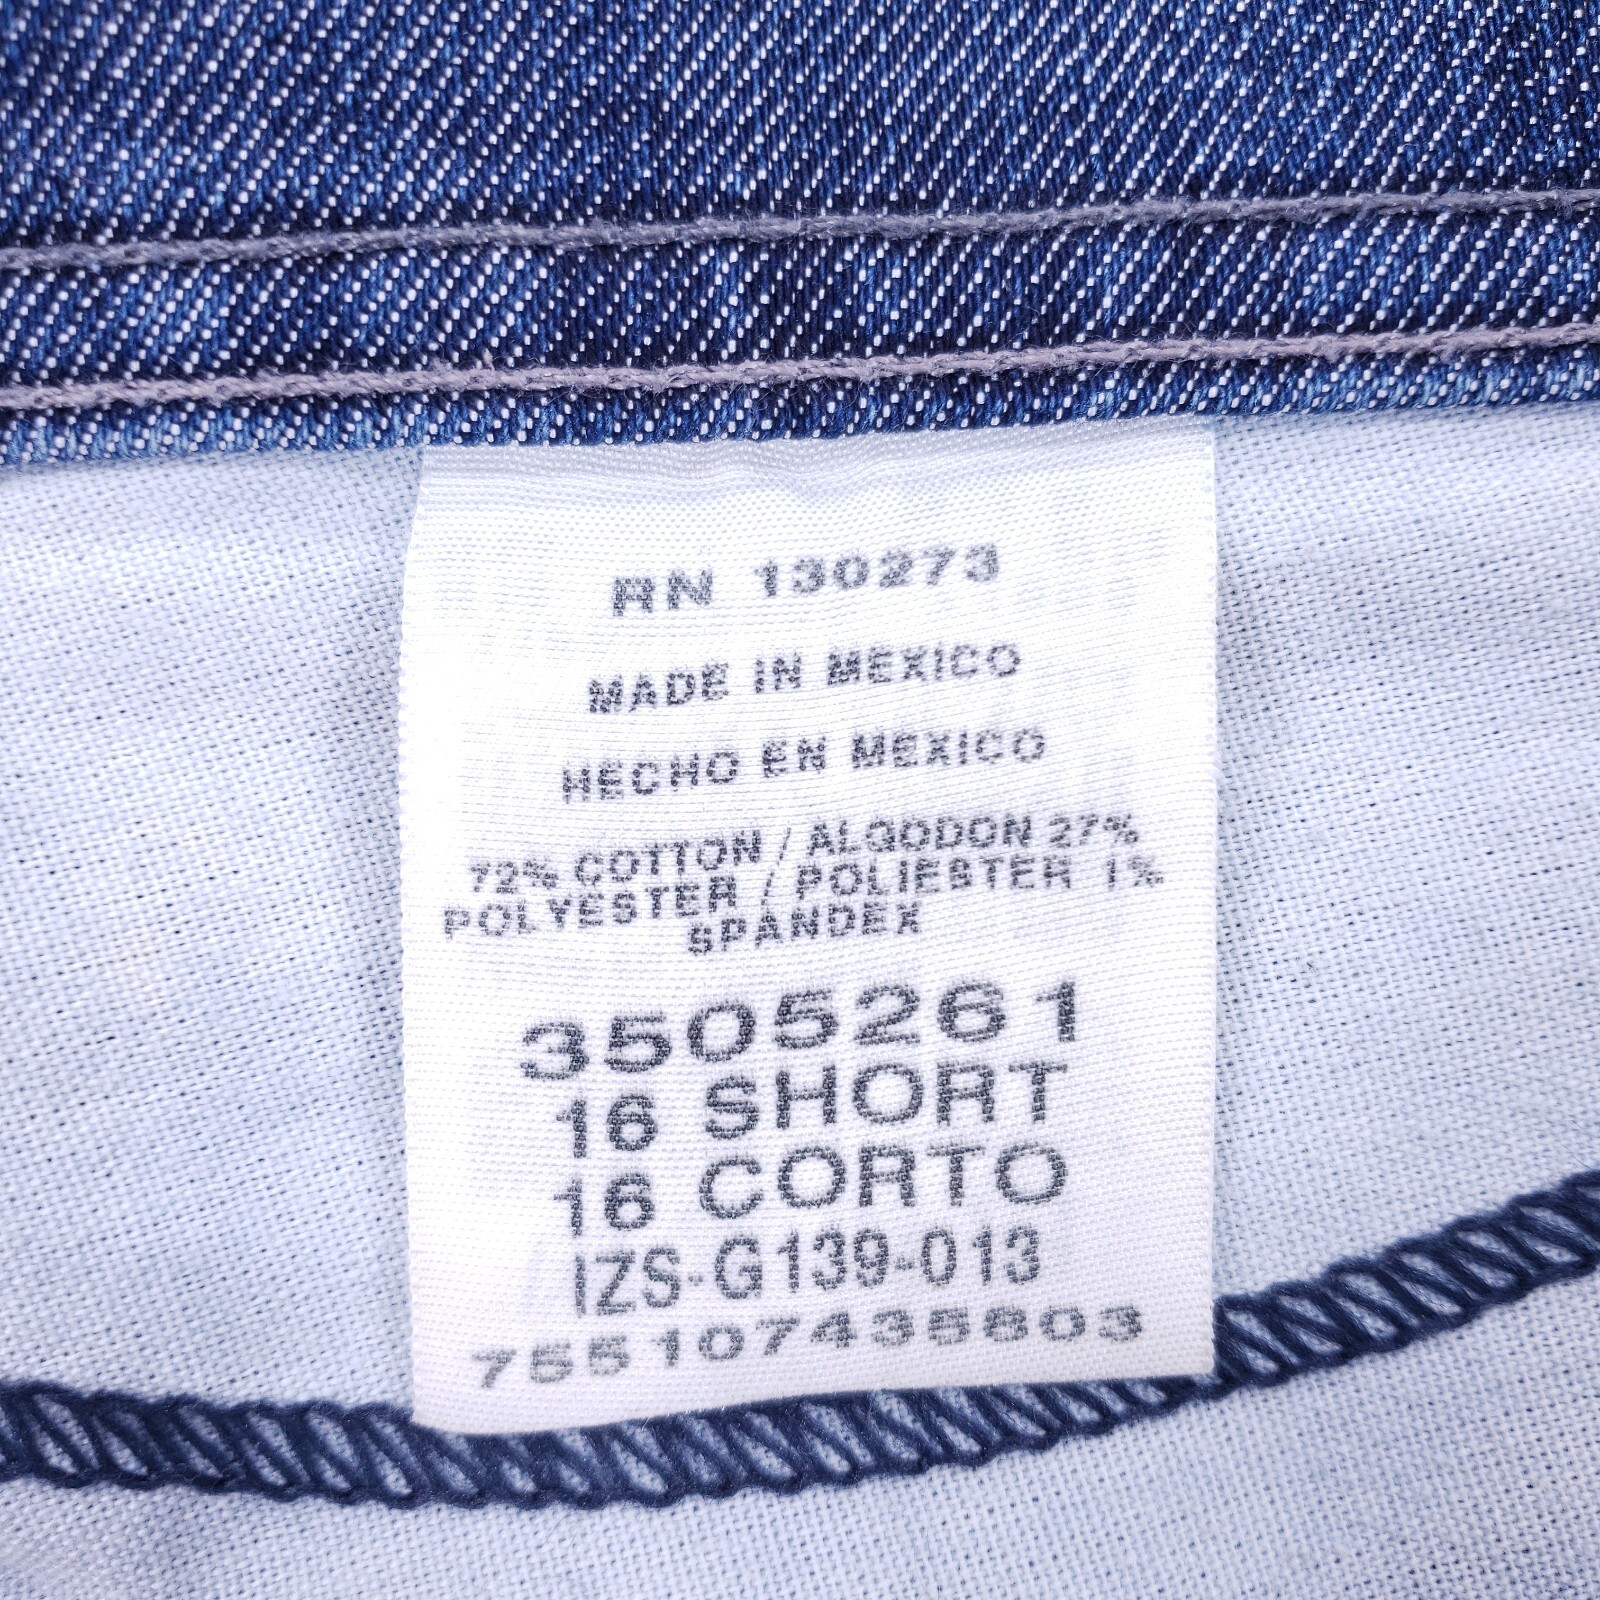 RN 130273
MADE IN MEXICO
HECHO EN MEXICO
72% COTTON / ALGODON 27%
POLYESTER / POLIESTER 1%
SPANDEX
3505261
16 SHORT
16 CORTO
IZS-G139-013
755107435803